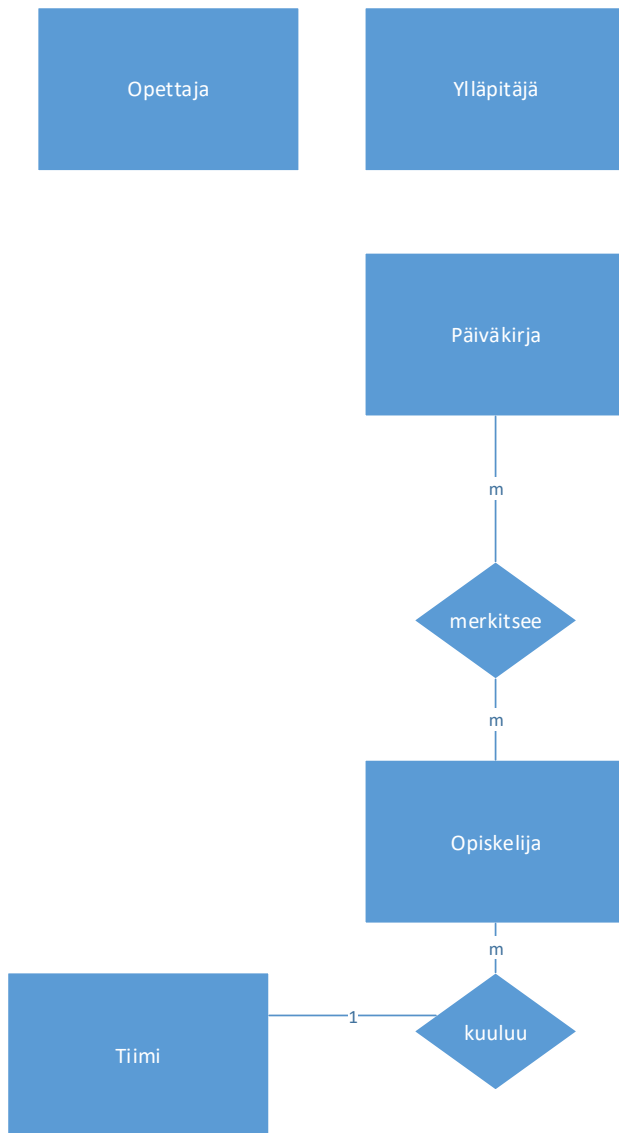 Opettaja
Ylläpitäjä
Päiväkirja
m
merkitsee
m
Opiskelija
m
1
kuuluu
Tiimi